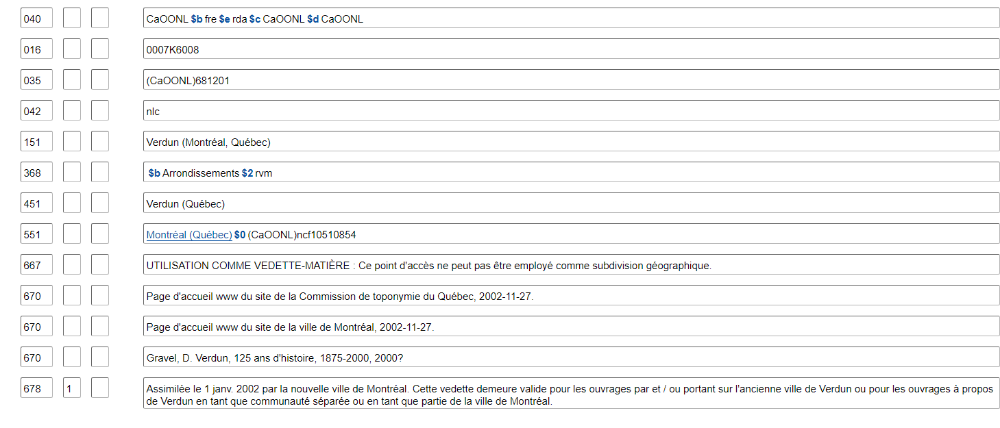 040 CaOONL $b fre $e rda $c CaOONL $d CaOONL
016 0007K6008
035 (CaOONL)681201
042 nlc
151 Verdun (Montréal, Québec)
368 $b Arrondissements $2 rvm
451 Verdun (Québec)
551 Montréal (Québec) $0 (CaOONL)ncf10510854
667 UTILISATION COMME VEDETTE-MATIÈRE : Ce point d'accès ne peut pas être employé comme subdivision géographique.
670 Page d'accueil www du site de la Commission de toponymie du Québec, 2002-11-27.
670 Page d'accueil www du site de la ville de Montréal, 2002-11-27.
670 Gravel, D. Verdun, 125 ans d'histoire, 1875-2000, 2000?
678 1 Assimilée le 1 janv. 2002 par la nouvelle ville de Montréal. Cette vedette demeure valide pour les ouvrages par et / ou portant sur l'ancienne ville de Verdun ou pour les ouvrages à propos
de Verdun en tant que communauté séparée ou en tant que partie de la ville de Montréal.